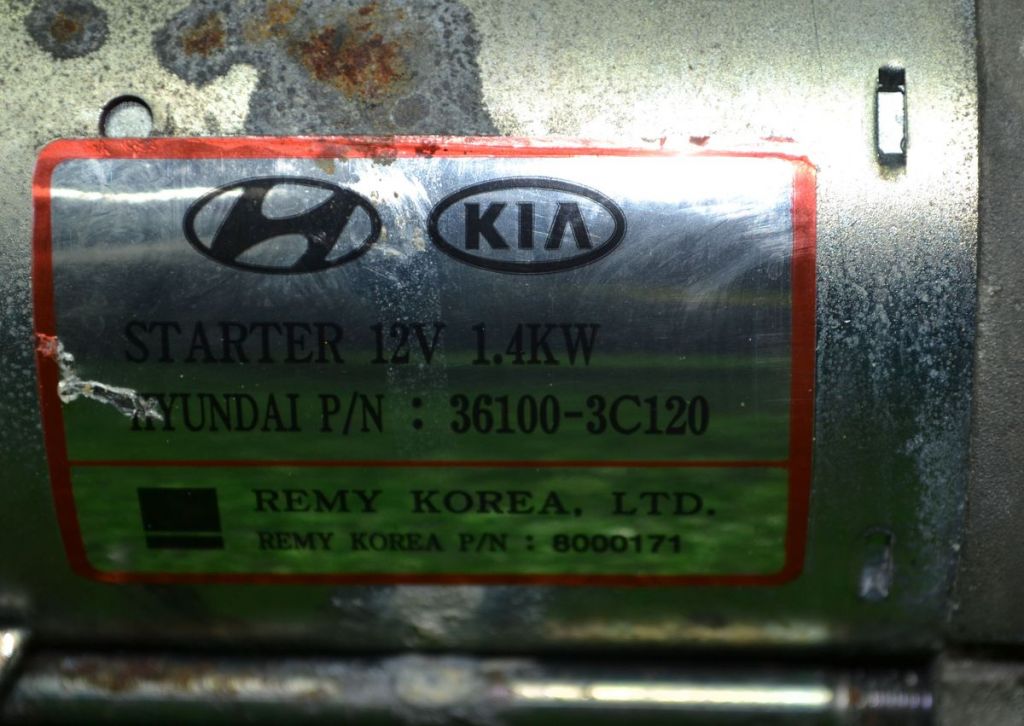 KIA
STARTER 12V 1.4KW
HYUNDAI P/N : 36100-3C120
REMY KOREA, LTD.
REMY KOREA P/N : 8000171